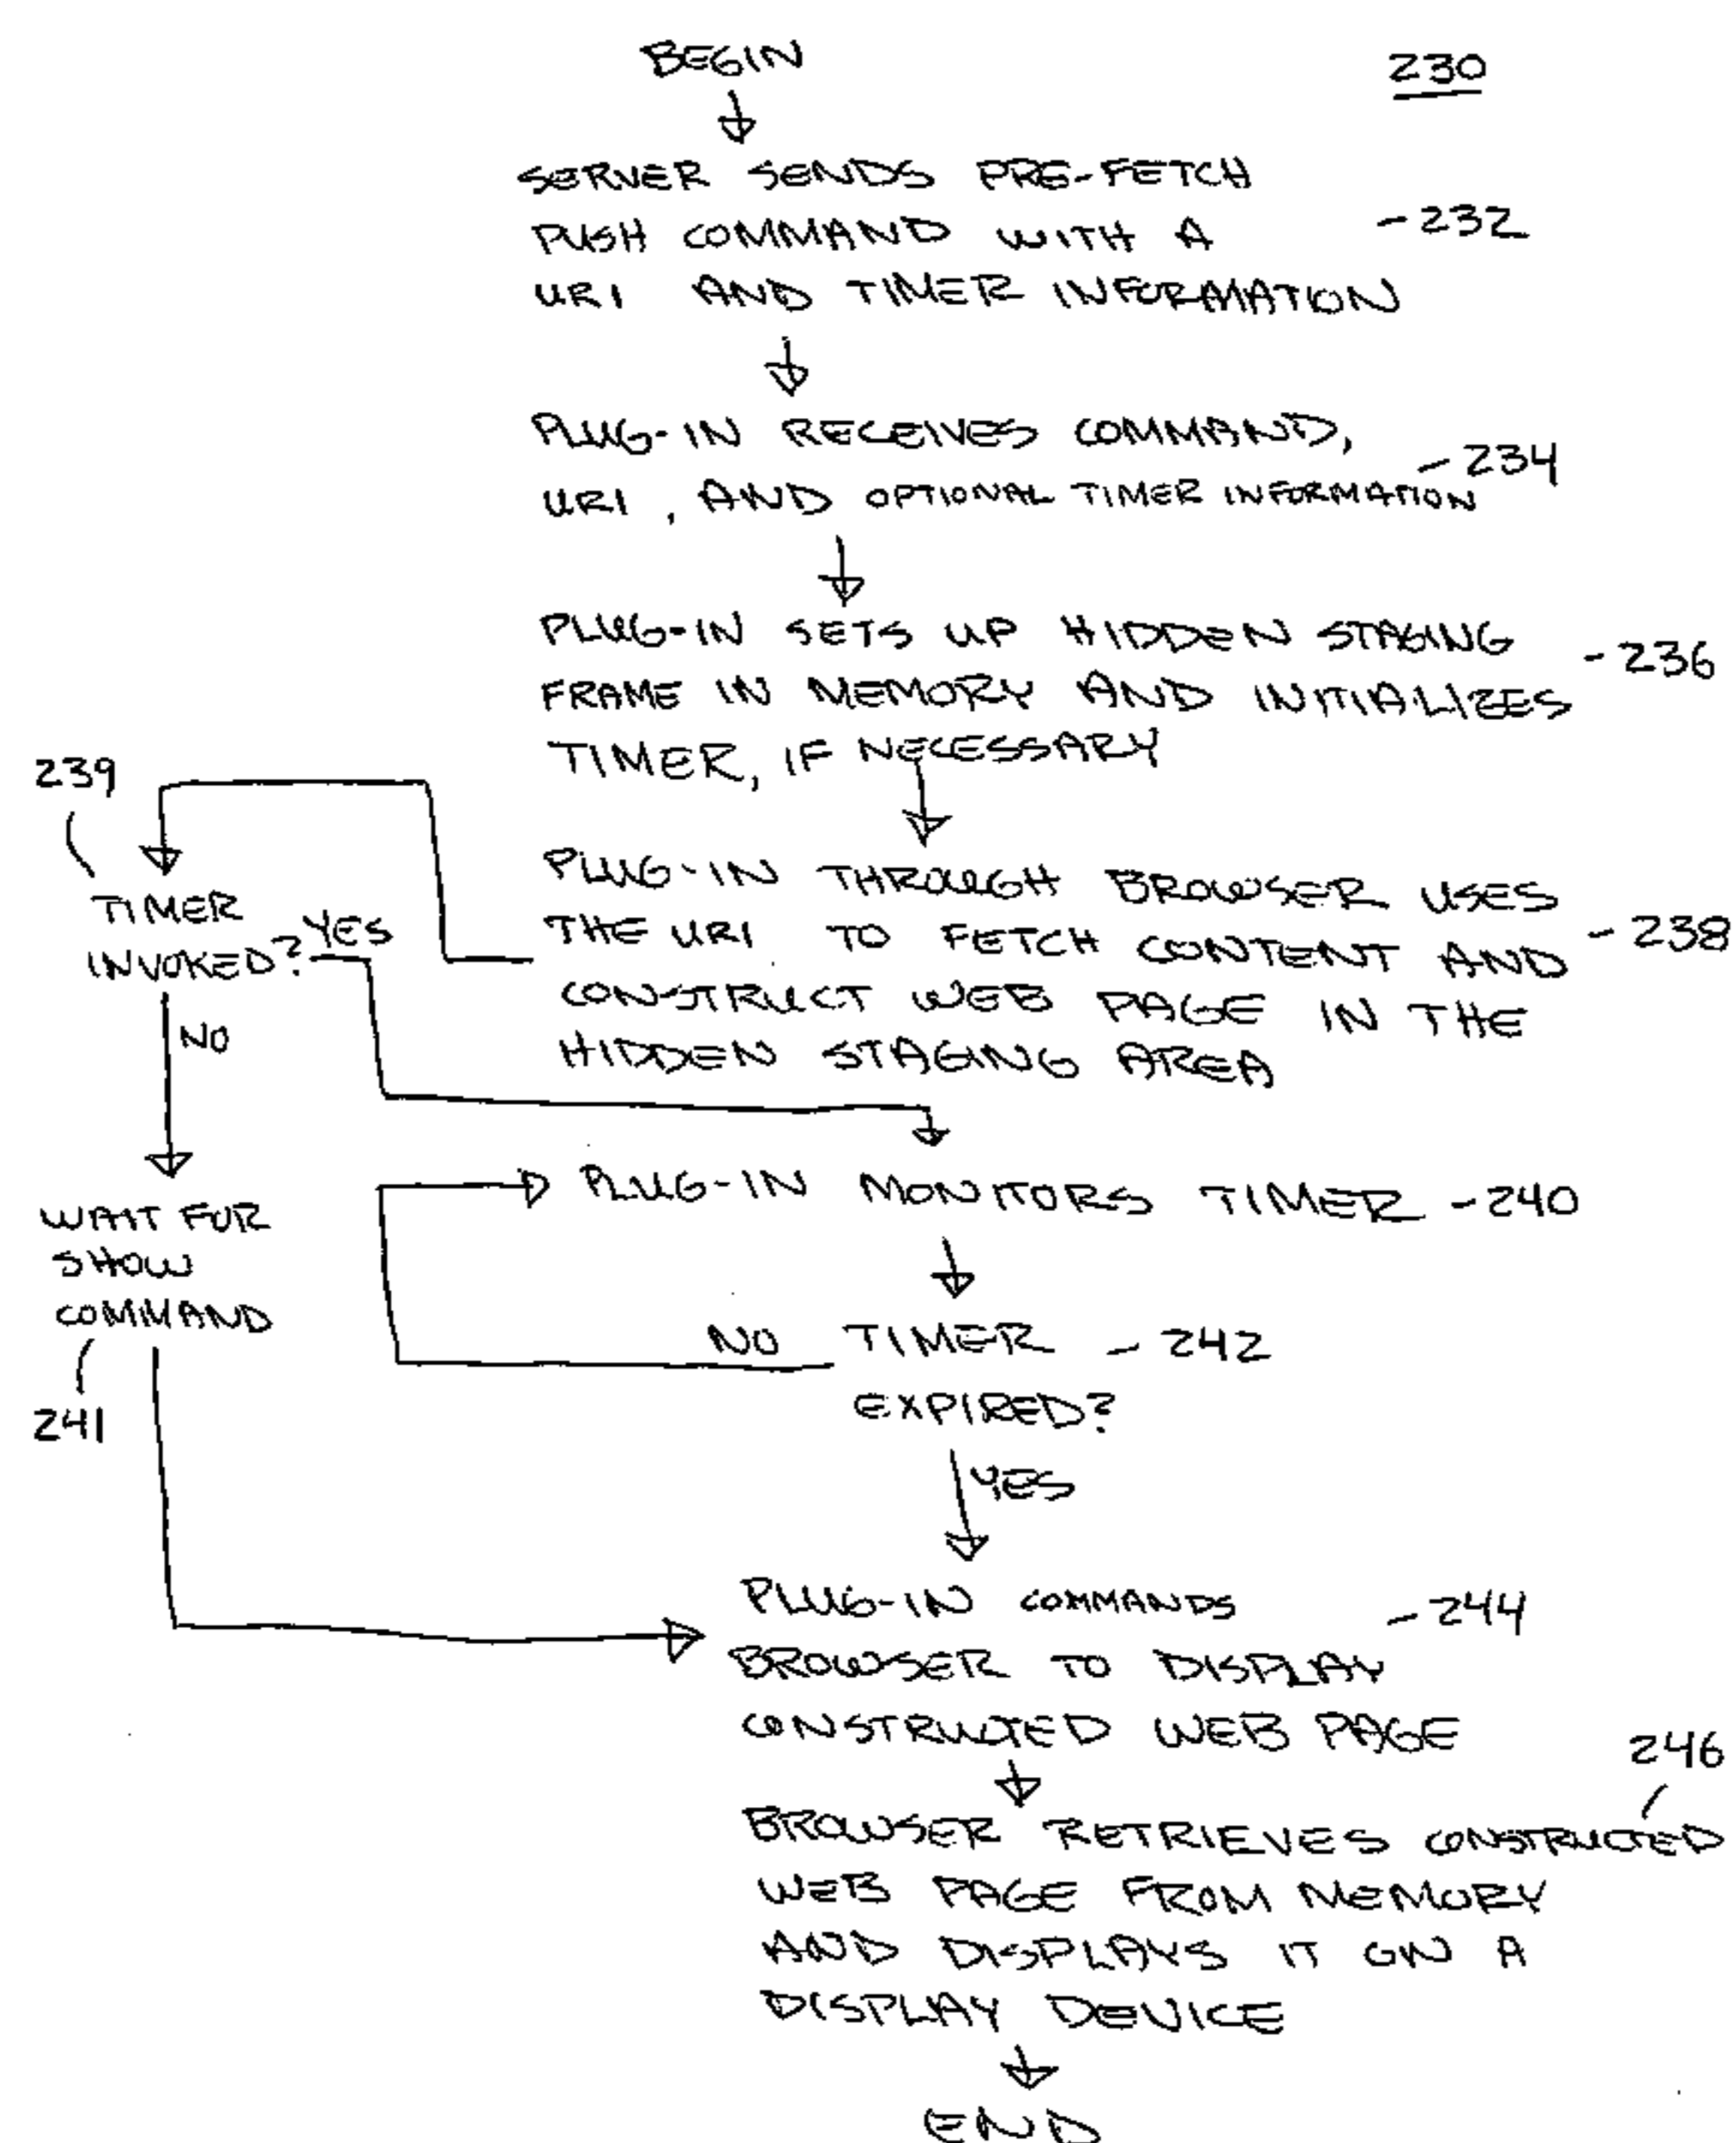 BEGIN
230
SERVER SENDS PRE-FETCH
PUSH COMMAND WITH A -232
URI AND TIMER INFORMATION
PLUG-IN RECEIVES COMMAND,
-234
URI, AND OPTIONAL TIMER INFORMATION
PLUG-IN SETS UP HIDDEN STAGING -236
FRAME IN MEMORY AND INITIALIZES
TIMER, IF NECESSARY
239
TIMER
INVOKED? YES
NO
PLUG-IN THROUGH BROWSER USES
THE URI TO FETCH CONTENT AND -238
CONSTRUCT WEB PAGE IN THE
HIDDEN STAGING AREA
WAIT FOR
SHOW
COMMAND
241
PLUG-IN MONITORS TIMER -240
NO TIMER -242
EXPIRED?
YES
PLUG-IN COMMANDS -244
BROWSER TO DISPLAY
CONSTRUCTED WEB PAGE
246
BROWSER RETRIEVES CONSTRUCTED
WEB PAGE FROM MEMORY
AND DISPLAYS IT ON A
DISPLAY DEVICE
END